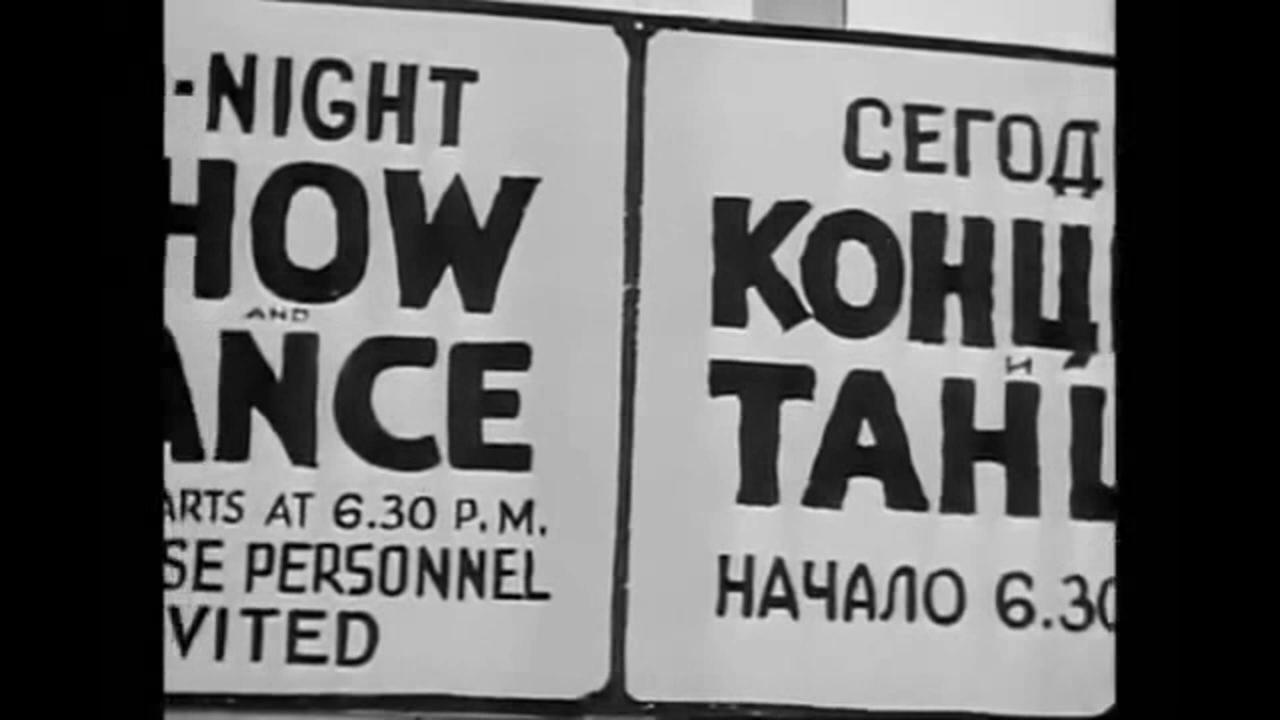 -NIGHT
HOW
AND
ANCE
ARTS AT 6.30 P.M.
SE PERSONNEL
VITED
СЕГОД
КОНЦ
И
ТАНЦ
НАЧАЛО 6.30